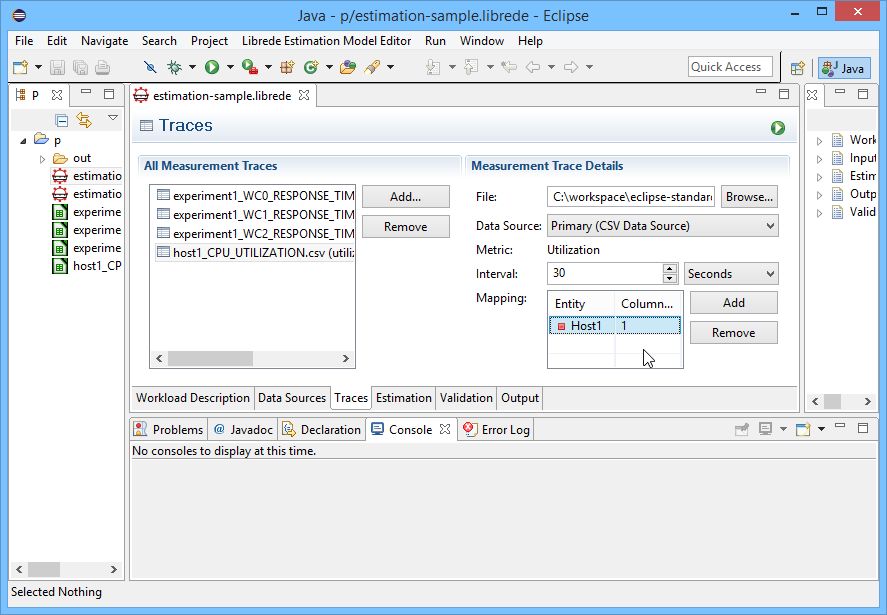 Java - p/estimation-sample.librede - Eclipse
File Edit Navigate Search Project Librede Estimation Model Editor Run Window Help
Quick Access
Java
P
estimation-sample.librede
p
out
estimatio
estimatio
experime
experime
experime
host1_CP
Traces
All Measurement Traces
experiment1_WC0_RESPONSE_TIM
experiment1_WC1_RESPONSE_TIM
experiment1_WC2_RESPONSE_TIM
host1_CPU_UTILIZATION.csv (utiliz
Add...
Remove
Measurement Trace Details
File: C:\workspace\eclipse-standar Browse...
Data Source: Primary (CSV Data Source)
Metric: Utilization
Interval: 30 Seconds
Mapping:
Entity Column...
Host1 1
Add
Remove
Workload Description Data Sources Traces Estimation Validation Output
Work
Input
Estim
Outp
Valid
Problems @ Javadoc Declaration Console Error Log
No consoles to display at this time.
Selected Nothing